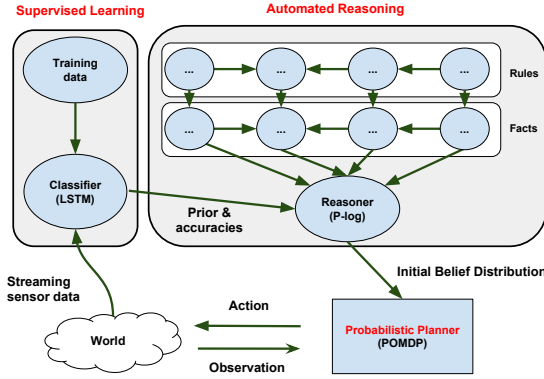 Supervised Learning
Automated Reasoning
Training
data
... ... ... ...
Rules
... ... ... ...
Facts
Classifier
(LSTM)
Reasoner
(P-log)
Prior &
accuracies
Streaming
sensor data
Initial Belief Distribution
Action
World
Probabilistic Planner
(POMDP)
Observation